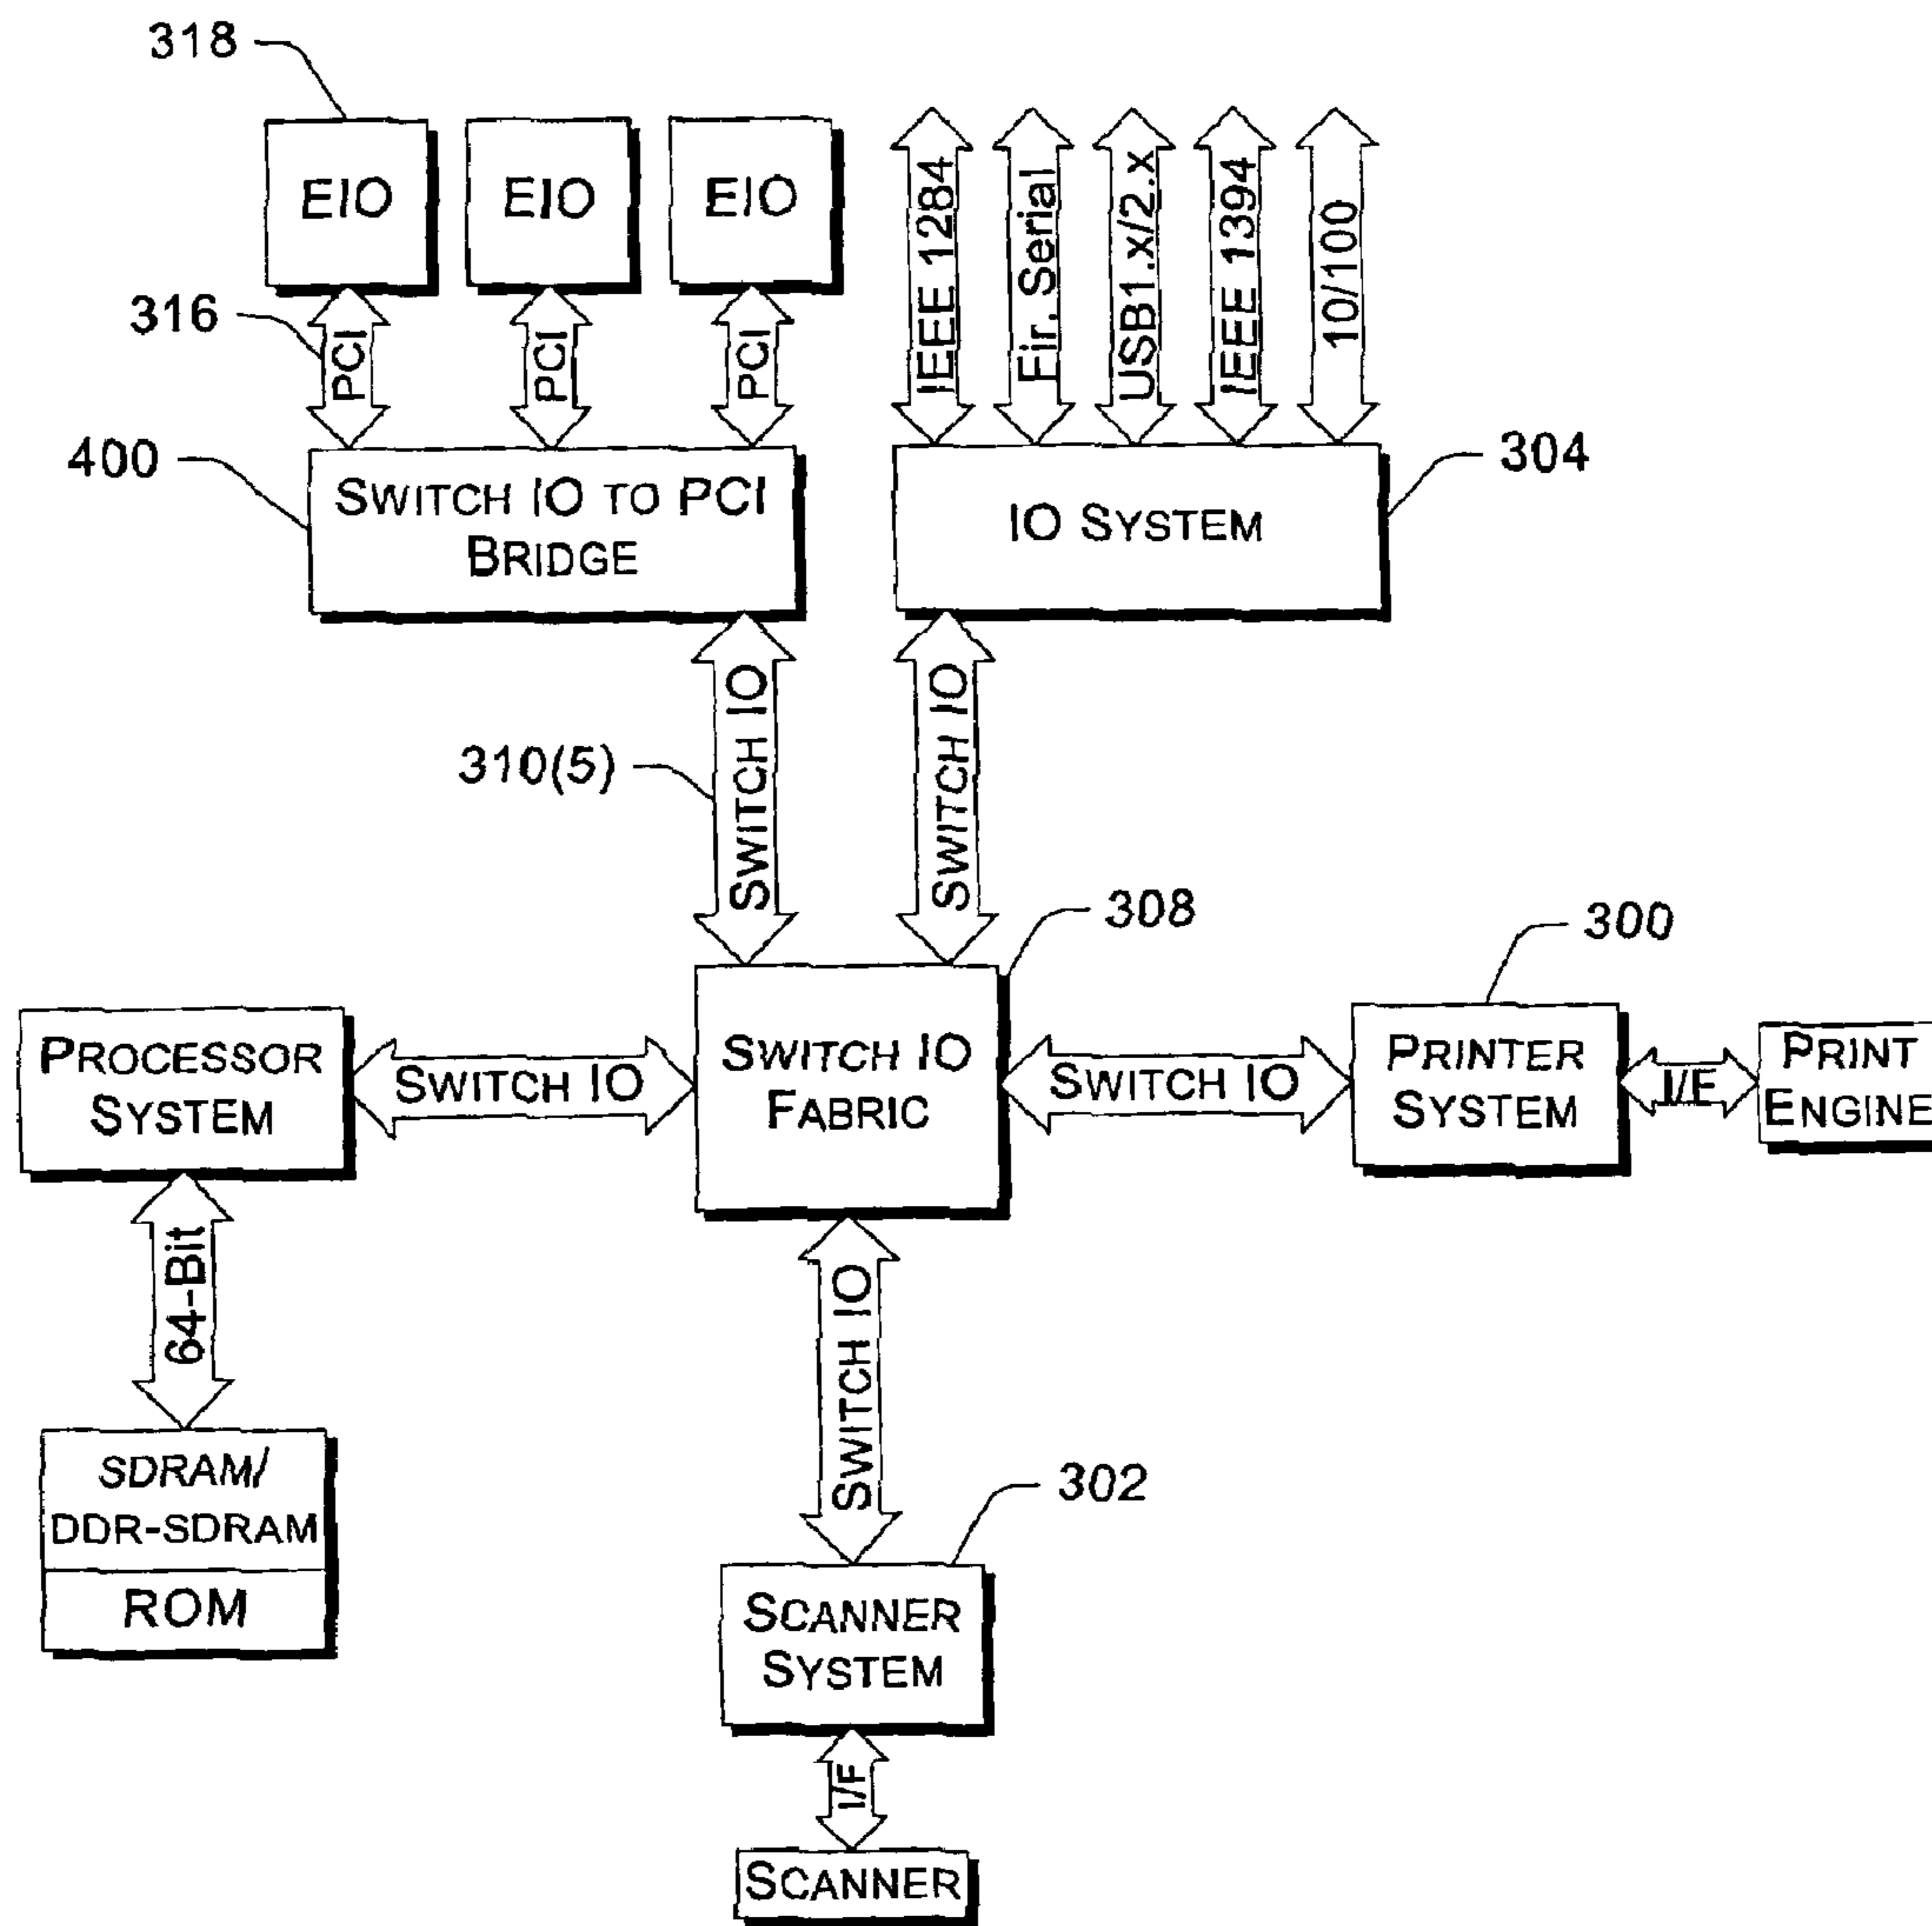 318
EIO
EIO
EIO
316
PCI
PCI
PCI
IEEE 1284
Fir. Serial
USB1.x/2.x
IEEE 1394
10/100
400
SWITCH IO TO PCI
BRIDGE
IO SYSTEM
304
310(5)
SWITCH IO
SWITCH IO
308
300
PROCESSOR
SYSTEM
SWITCH IO
SWITCH IO
FABRIC
SWITCH IO
PRINTER
SYSTEM
I/F
PRINT
ENGINE
64-Bit
SWITCH IO
SDRAM/
DDR-SDRAM
ROM
302
SCANNER
SYSTEM
I/F
SCANNER